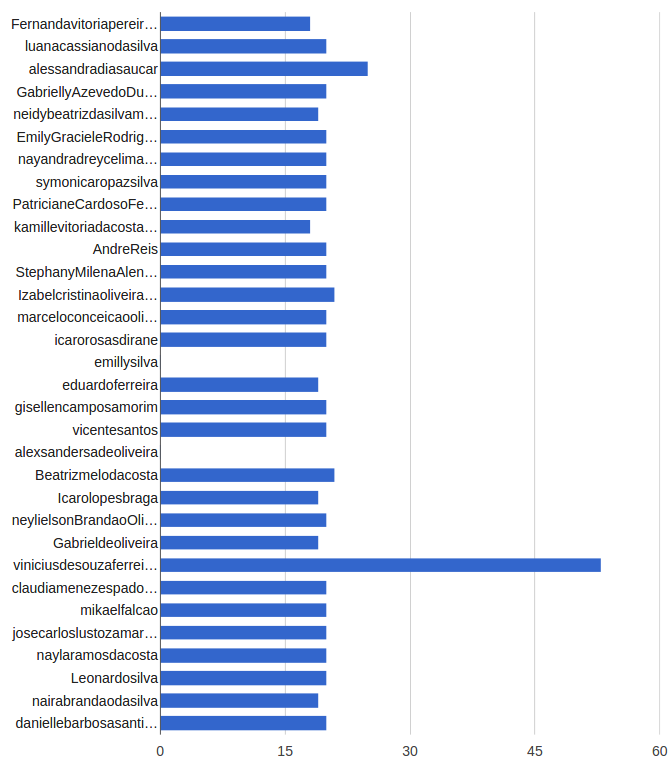 Fernandavitoriapereir…
luanacassianodasilva
alessandradiasaucar
GabriellyAzevedoDu…
neidybeatrizdasilvam…
EmilyGracieleRodrig…
nayandradreycelima…
symonicaropazsilva
PatricianeCardosoFe…
kamillevitoriadacosta…
AndreReis
StephanyMilenaAlen…
Izabelcristinaoliveira…
marceloconceicaooli…
icarorosasdirane
emillysilva
eduardoferreira
gisellencamposamorim
vicentesantos
alexsandersadeoliveira
Beatrizmelodacosta
Icarolopesbraga
neylielsonBrandaoOli…
Gabrieldeoliveira
viniciusdesouzaferrei…
claudiamenezespado…
mikaelfalcao
josecarloslustozamar…
naylaramosdacosta
Leonardosilva
nairabrandaodasilva
daniellebarbosasanti…
0 15 30 45 60